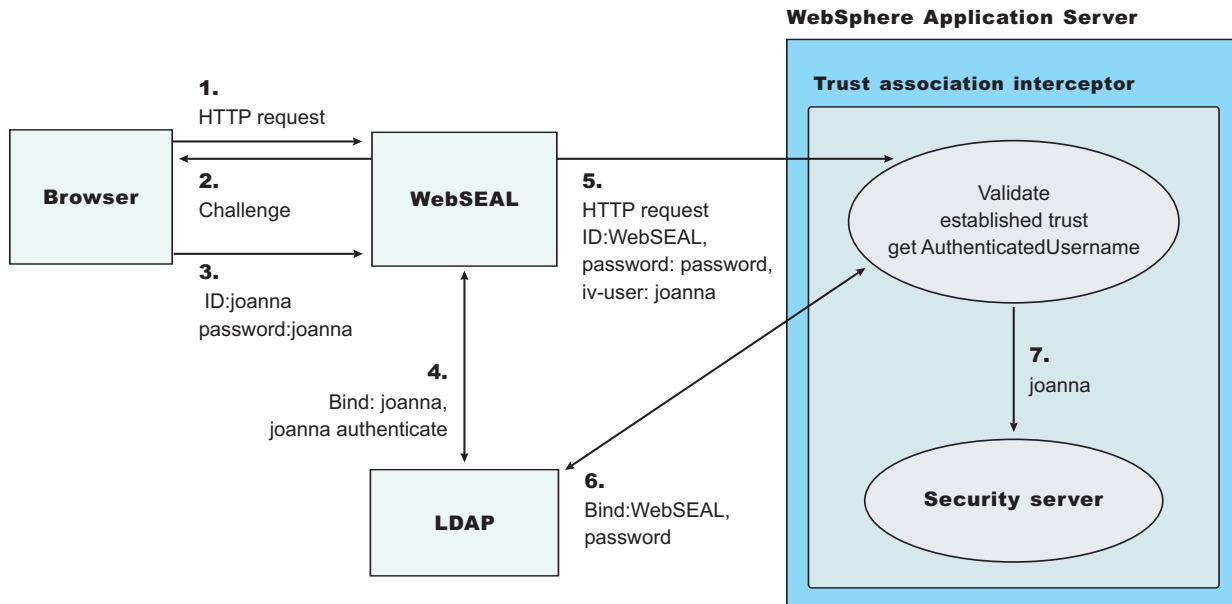 WebSphere Application Server
Trust association interceptor
1.
HTTP request
Browser
2.
Challenge
WebSEAL
3.
ID:joanna
password:joanna
5.
HTTP request
ID:WebSEAL,
password: password,
iv-user: joanna
Validate
established trust
get AuthenticatedUsername
4.
Bind: joanna,
joanna authenticate
7.
joanna
LDAP
6.
Bind:WebSEAL,
password
Security server